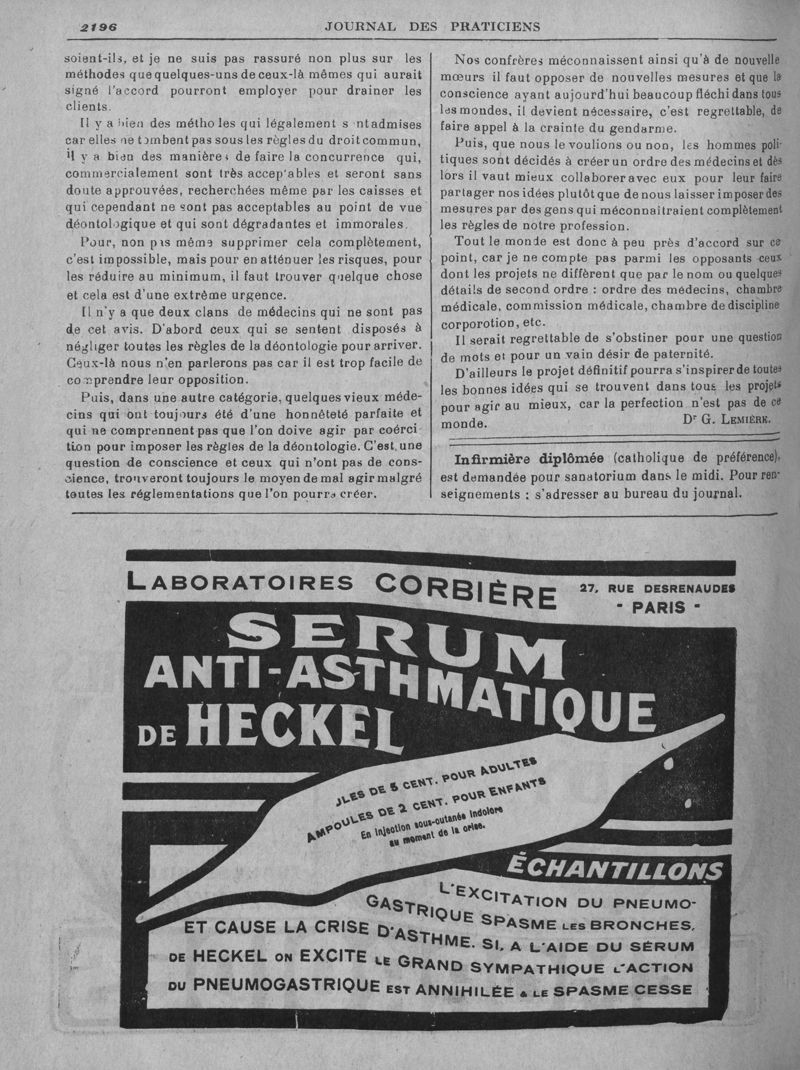 2196
JOURNAL DES PRATICIENS
soient-ils, et je ne suis pas rassuré non plus sur les
méthodes que quelques-uns de ceux-là mêmes qui aurait
signé l'accord pourront employer pour drainer les
clients.
Il y a bien des méthodes qui légalement sont admises
car elles ne tombent pas sous les règles du droit commun,
il y a bien des manières de faire la concurrence qui,
commercialement sont très acceptables et seront sans
doute approuvées, recherchées même par les caisses et
qui cependant ne sont pas acceptables au point de vue
déontologique et qui sont dégradantes et immorales.
Pour, non pas même supprimer cela complètement,
c'est impossible, mais pour en atténuer les risques, pour
les réduire au minimum, il faut trouver quelque chose
et cela est d'une extrême urgence.
Il n'y a que deux clans de médecins qui ne sont pas
de cet avis. D'abord ceux qui se sentent disposés à
négliger toutes les règles de la déontologie pour arriver.
Ceux-là nous n'en parlerons pas car il est trop facile de
comprendre leur opposition.
Puis, dans une autre catégorie, quelques vieux méde-
cins qui ont toujours été d'une honnêteté parfaite et
qui ne comprennent pas que l'on doive agir par coérci-
tion pour imposer les règles de la déontologie. C'est une
question de conscience et ceux qui n'ont pas de cons-
cience, trouveront toujours le moyen de mal agir malgré
toutes les réglementations que l'on pourra créer.
Nos confrères méconnaissent ainsi qu'à de nouvelle
mœurs il faut opposer de nouvelles mesures et que la
conscience ayant aujourd'hui beaucoup fléchi dans tous
les mondes, il devient nécessaire, c'est regrettable, de
faire appel à la crainte du gendarme.
Puis, que nous le voulions ou non, les hommes poli-
tiques sont décidés à créer un ordre des médecins et dès
lors il vaut mieux collaborer avec eux pour leur faire
partager nos idées plutôt que de nous laisser imposer des
mesures par des gens qui méconnaîtraient complètement
les règles de notre profession.
Tout le monde est donc à peu près d'accord sur ce
point, car je ne compte pas parmi les opposants ceux
dont les projets ne diffèrent que par le nom ou quelques
détails de second ordre : ordre des médecins, chambre
médicale, commission médicale, chambre de discipline
corporotion, etc.
Il serait regrettable de s'obstiner pour une question
de mots et pour un vain désir de paternité.
D'ailleurs le projet définitif pourra s'inspirer de toutes
les bonnes idées qui se trouvent dans tous les projets
pour agir au mieux, car la perfection n'est pas de ce
monde. Dr G. LEMIÈRE.
Infirmière diplômée (catholique de préférence),
est demandée pour sanatorium dans le midi. Pour ren-
seignements : s'adresser au bureau du journal.
LABORATOIRES CORBIÈRE
27, RUE DESRENAUDES
- PARIS -
SERUM
ANTI-ASTHMATIQUE
DE HECKEL
ULES DE 5 CENT. POUR ADULTES
AMPOULES DE 2 CENT. POUR ENFANTS
En injection sous-cutanée indolore
au moment de la crise.
ÉCHANTILLONS
L'EXCITATION DU PNEUMO-
GASTRIQUE SPASME LES BRONCHES,
ET CAUSE LA CRISE D'ASTHME. SI, A L'AIDE DU SÉRUM
DE HECKEL ON EXCITE LE GRAND SYMPATHIQUE L'ACTION
DU PNEUMOGASTRIQUE EST ANNIHILÉE & LE SPASME CESSE